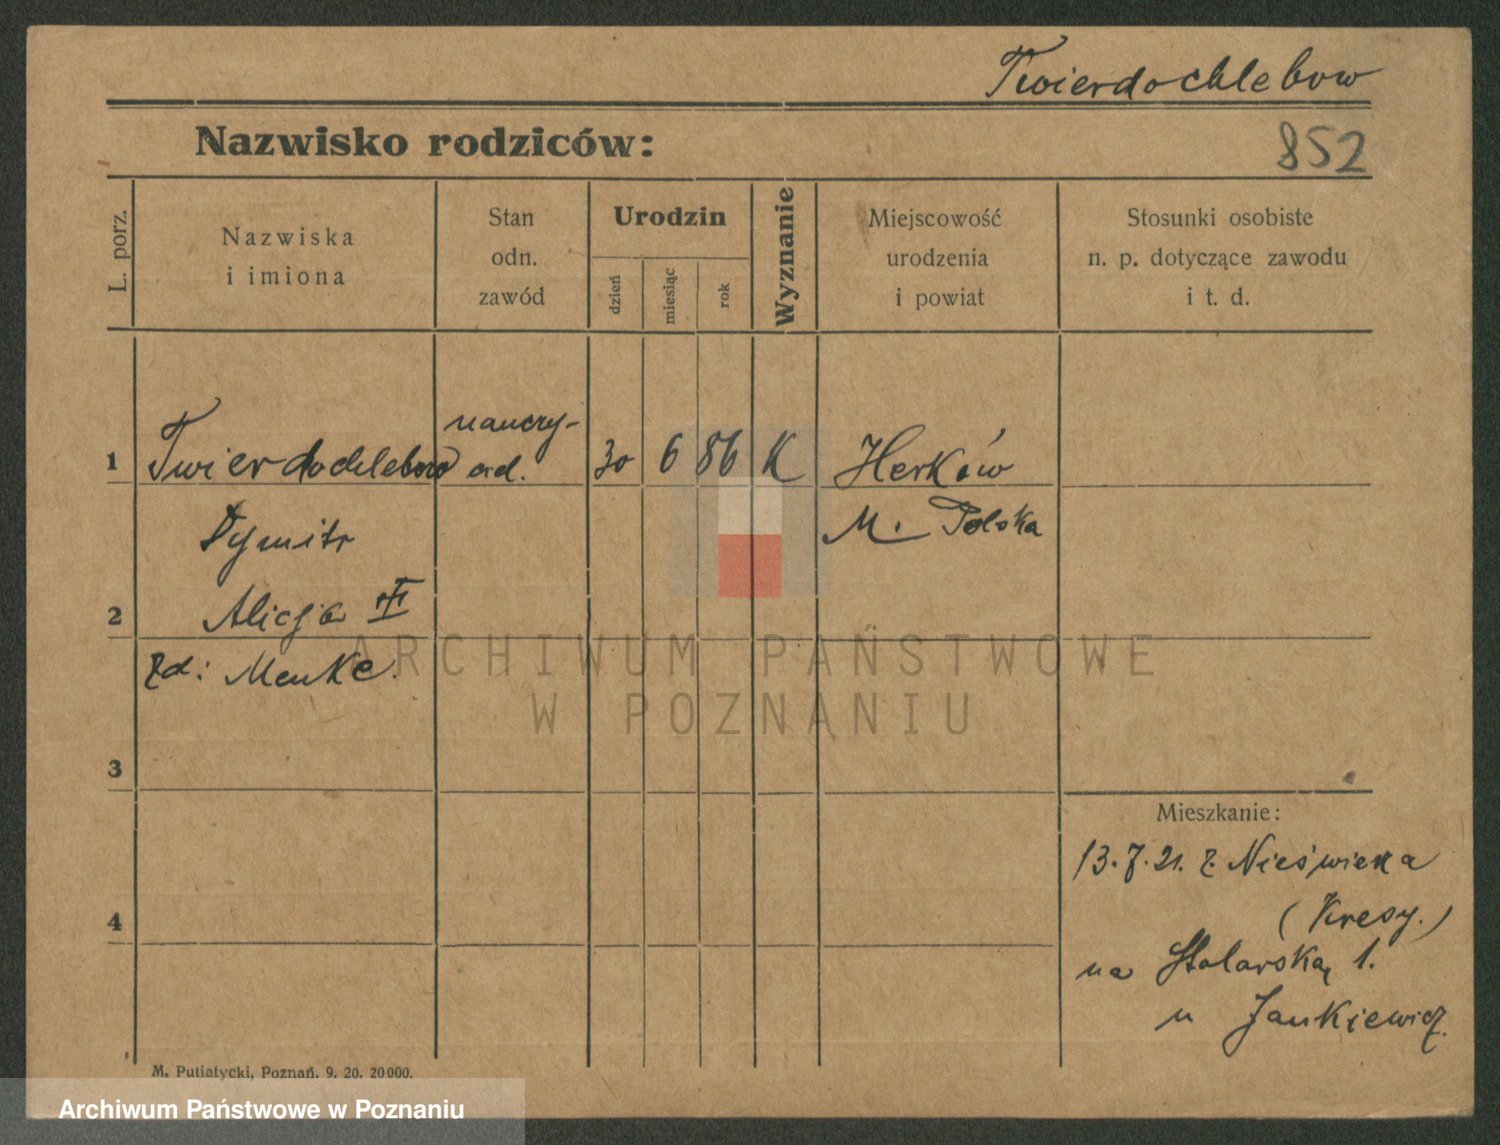 Twierdochlebow
Nazwisko rodziców:
852
L. porz.
Nazwiska
i imiona
Stan
odn.
zawód
Urodzin
dzień
miesiąc
rok
Wyznanie
Miejscowość
urodzenia
i powiat
Stosunki osobiste
n. p. dotyczące zawodu
i t. d.
nauczy-
1 Twierdochlebow 30 6 86 K Herków
Dymitr M. Polska
2 Alicja
zd: Menke.
ARCHIWUM PAŃSTWOWE
W POZNANIU
3
Mieszkanie:
13.7.21. z Nieświeża
4 (Kresy.)
na Stolarską 1.
u Jankiewicz.
M. Putiatycki, Poznań. 9. 20. 20000.
Archiwum Państwowe w Poznaniu